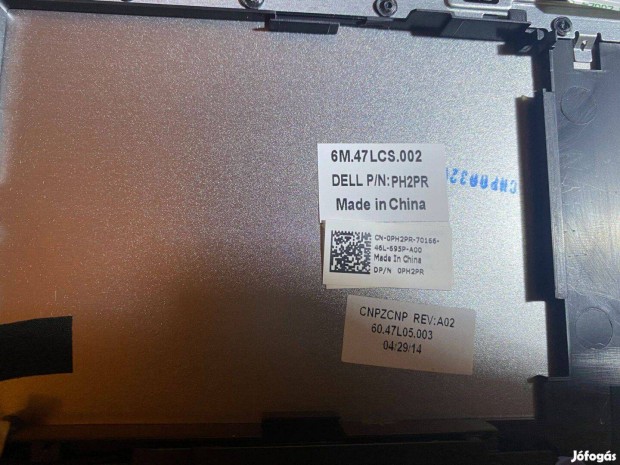 6M.47LCS.002
DELL P/N:PH2PR
Made in China
CN-0PH2PR-70166-
46L-695P-A00
Made In China
DP/N 0PH2PR
CNPZCNP REV:A02
60.47L05.003
04/29/14
Jófogás